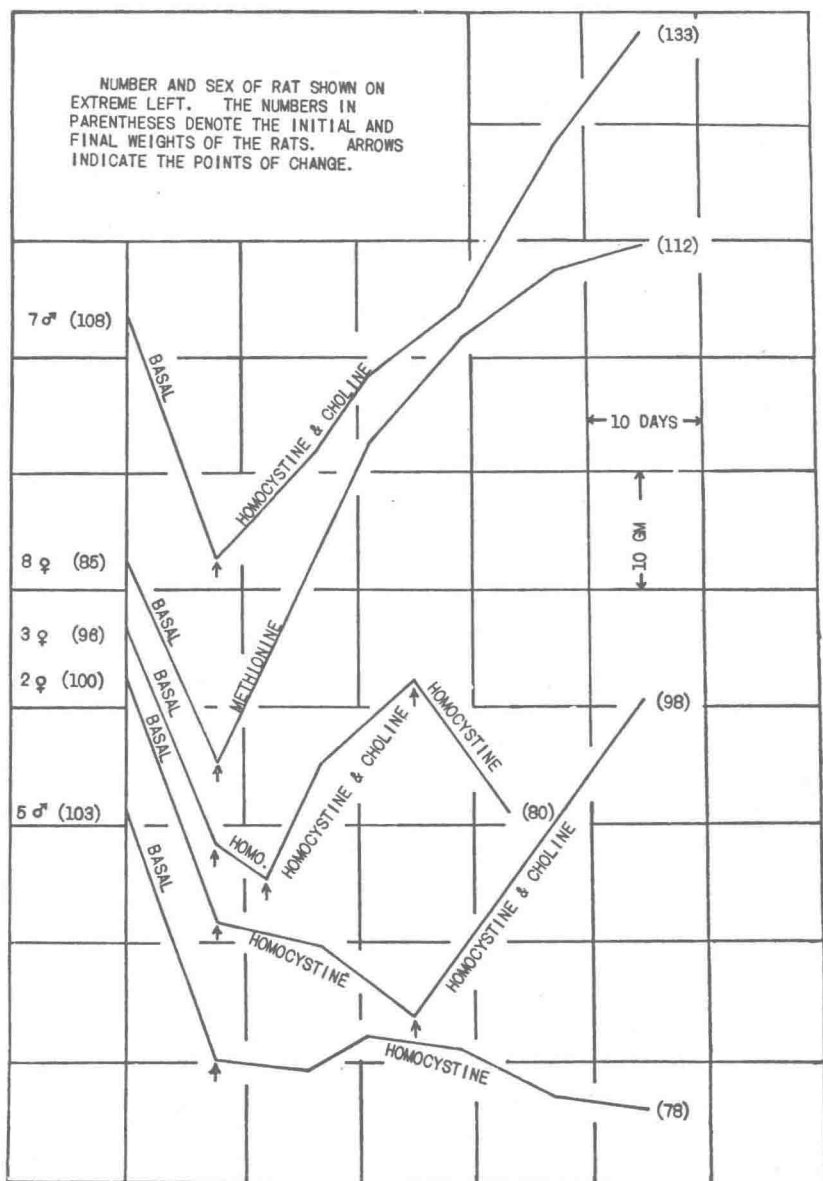 NUMBER AND SEX OF RAT SHOWN ON
EXTREME LEFT. THE NUMBERS IN
PARENTHESES DENOTE THE INITIAL AND
FINAL WEIGHTS OF THE RATS. ARROWS
INDICATE THE POINTS OF CHANGE.
(133)
(112)
7 ♂ (108)
BASAL
HOMOCYSTINE & CHOLINE
10 DAYS
10 GM
8 ♀ (85)
BASAL
METHIONINE
3 ♀ (96)
BASAL
HOMO.
HOMOCYSTINE & CHOLINE
HOMOCYSTINE
(80)
2 ♀ (100)
BASAL
HOMOCYSTINE
HOMOCYSTINE & CHOLINE
(98)
5 ♂ (103)
BASAL
HOMOCYSTINE
(78)